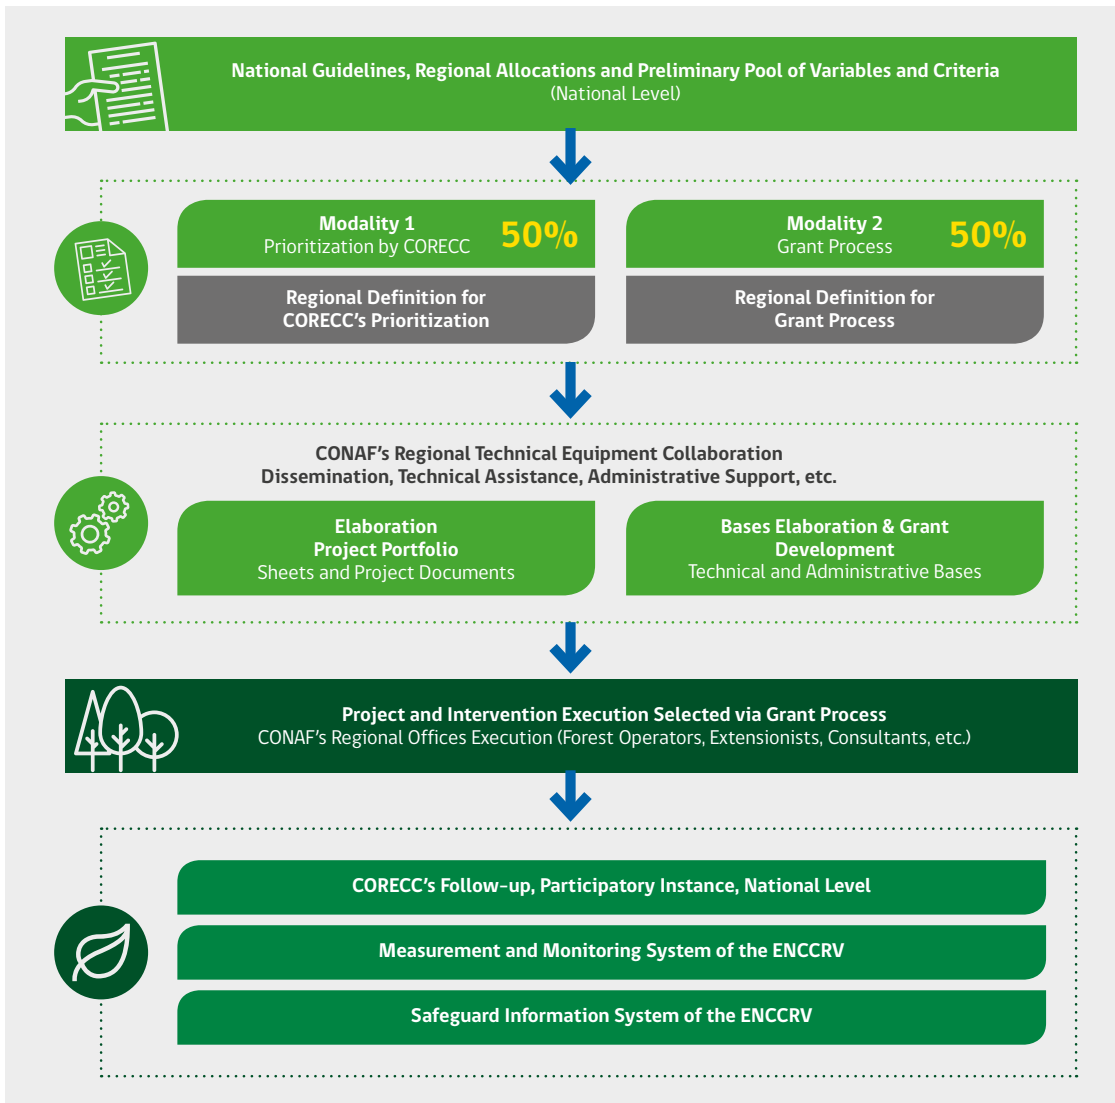 National Guidelines, Regional Allocations and Preliminary Pool of Variables and Criteria
(National Level)
Modality 1
Prioritization by CORECC
50%
Regional Definition for
CORECC's Prioritization
Modality 2
Grant Process
50%
Regional Definition for
Grant Process
CONAF's Regional Technical Equipment Collaboration
Dissemination, Technical Assistance, Administrative Support, etc.
Elaboration
Project Portfolio
Sheets and Project Documents
Bases Elaboration & Grant
Development
Technical and Administrative Bases
Project and Intervention Execution Selected via Grant Process
CONAF's Regional Offices Execution (Forest Operators, Extensionists, Consultants, etc.)
CORECC's Follow-up, Participatory Instance, National Level
Measurement and Monitoring System of the ENCCRV
Safeguard Information System of the ENCCRV